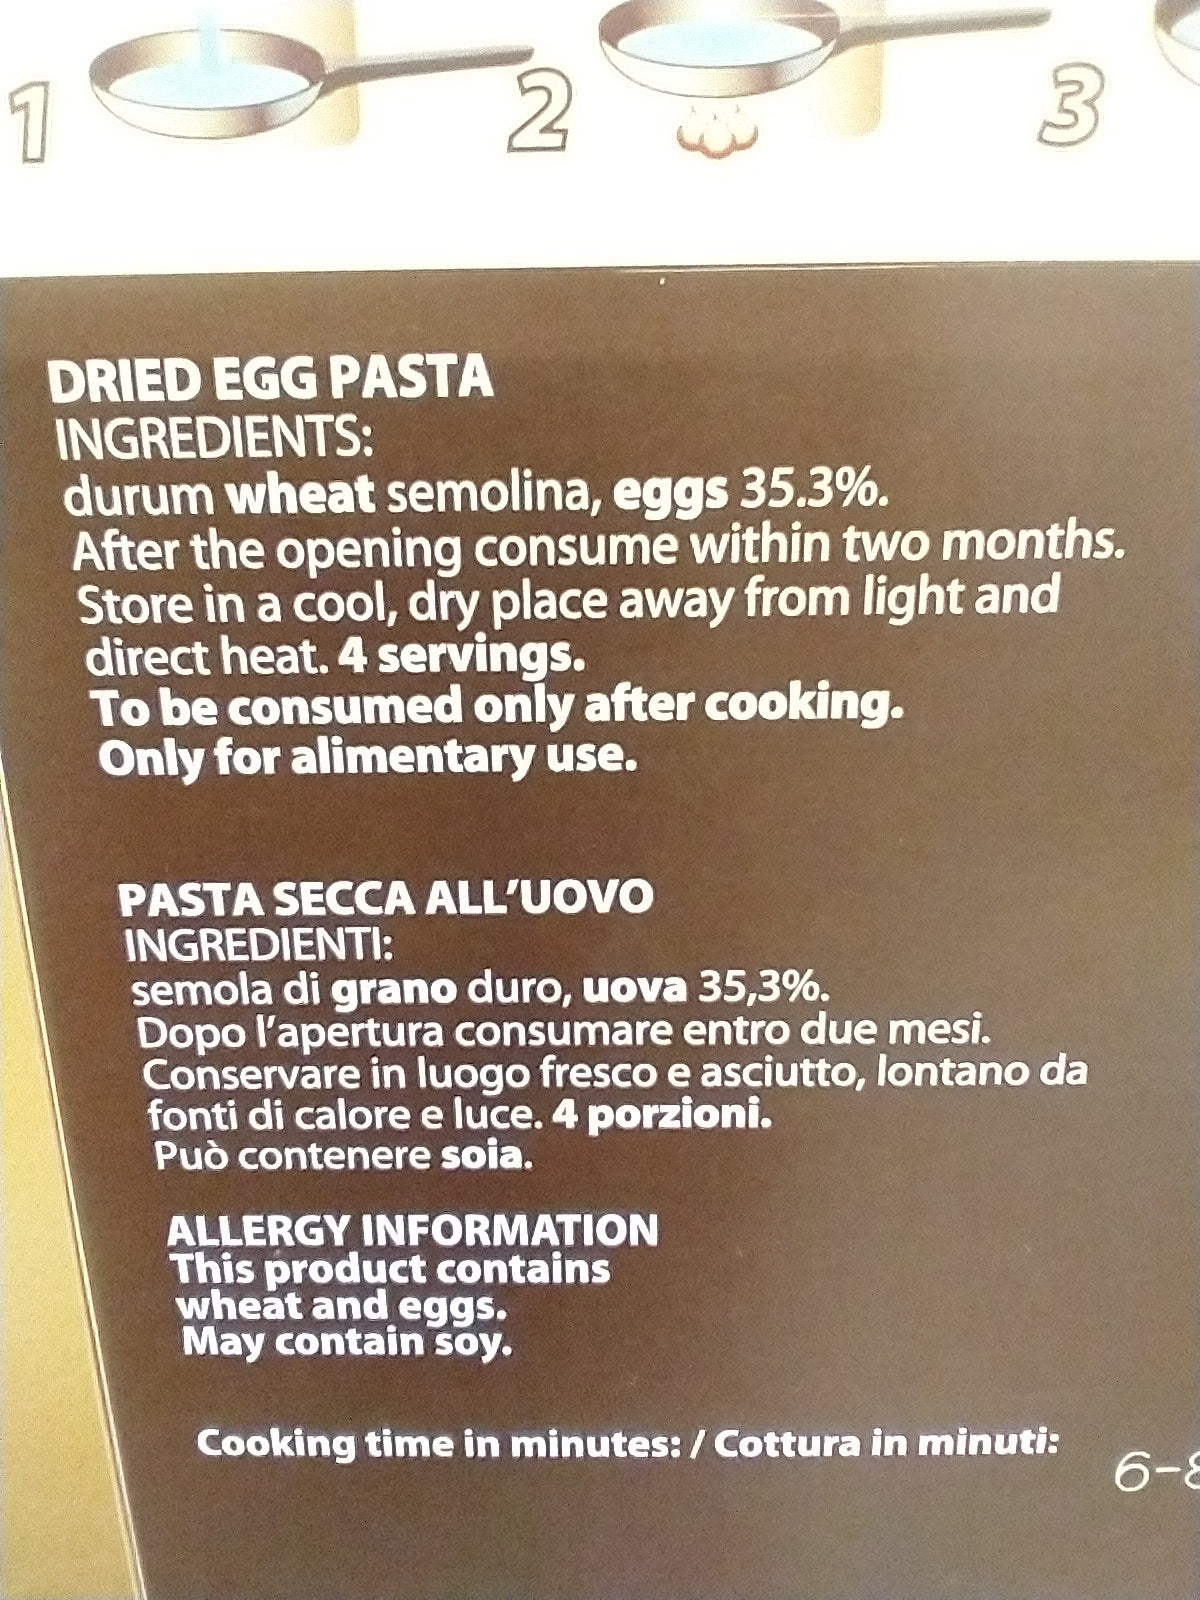 1 2 3
DRIED EGG PASTA
INGREDIENTS:
durum wheat semolina, eggs 35.3%.
After the opening consume within two months.
Store in a cool, dry place away from light and
direct heat. 4 servings.
To be consumed only after cooking.
Only for alimentary use.
PASTA SECCA ALL'UOVO
INGREDIENTI:
semola di grano duro, uova 35,3%.
Dopo l'apertura consumare entro due mesi.
Conservare in luogo fresco e asciutto, lontano da
fonti di calore e luce. 4 porzioni.
Può contenere soia.
ALLERGY INFORMATION
This product contains
wheat and eggs.
May contain soy.
Cooking time in minutes: / Cottura in minuti: 6-8